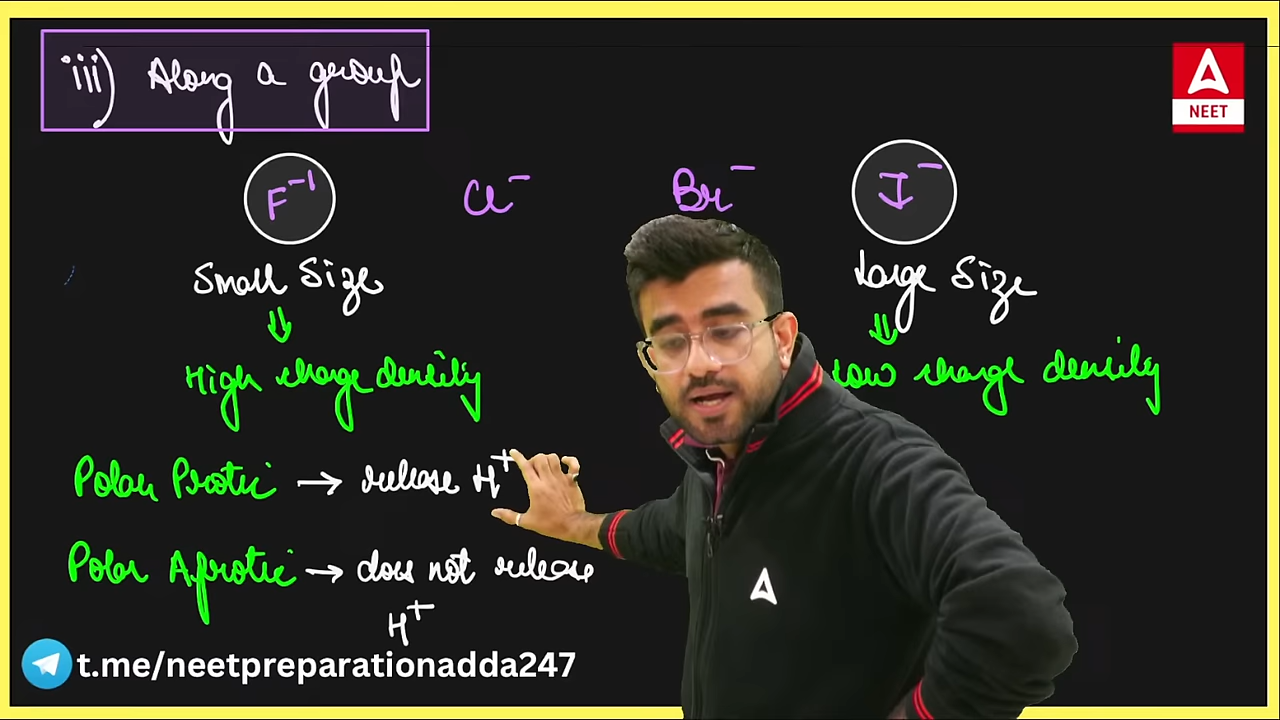 iii) Along a group
NEET
F⁻¹ Cl⁻ Br⁻ I⁻
Small Size Large Size
⇓ ⇓
High charge density Low charge density
Polar Protic → release H⁺
Polar Aprotic → does not release
H⁺
t.me/neetpreparationadda247